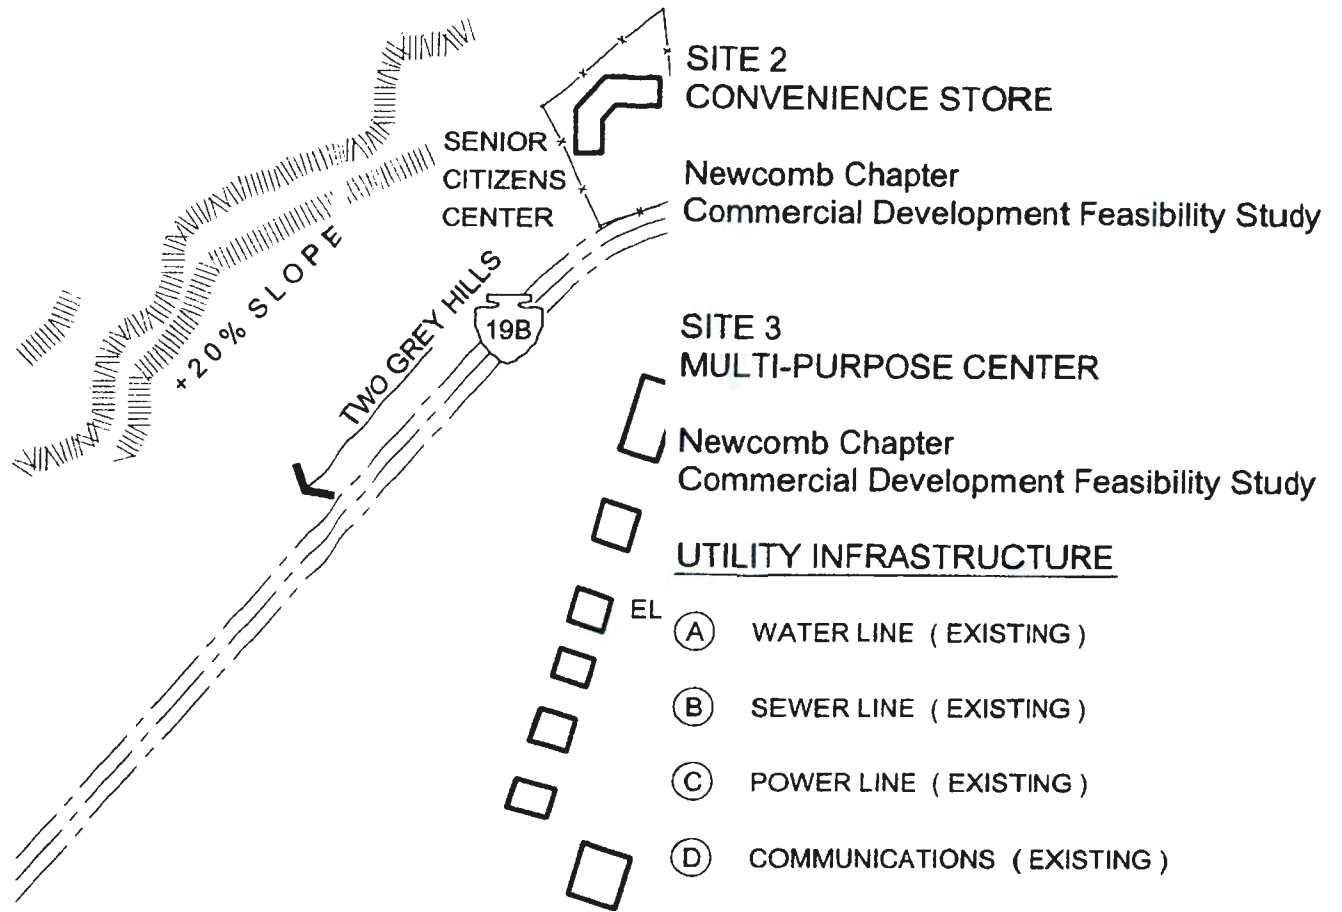 SITE 2
CONVENIENCE STORE
SENIOR
CITIZENS
CENTER
Newcomb Chapter
Commercial Development Feasibility Study
+20% SLOPE
TWO GREY HILLS
19B
SITE 3
MULTI-PURPOSE CENTER
Newcomb Chapter
Commercial Development Feasibility Study
UTILITY INFRASTRUCTURE
EL
A WATER LINE ( EXISTING )
B SEWER LINE ( EXISTING )
C POWER LINE ( EXISTING )
D COMMUNICATIONS ( EXISTING )